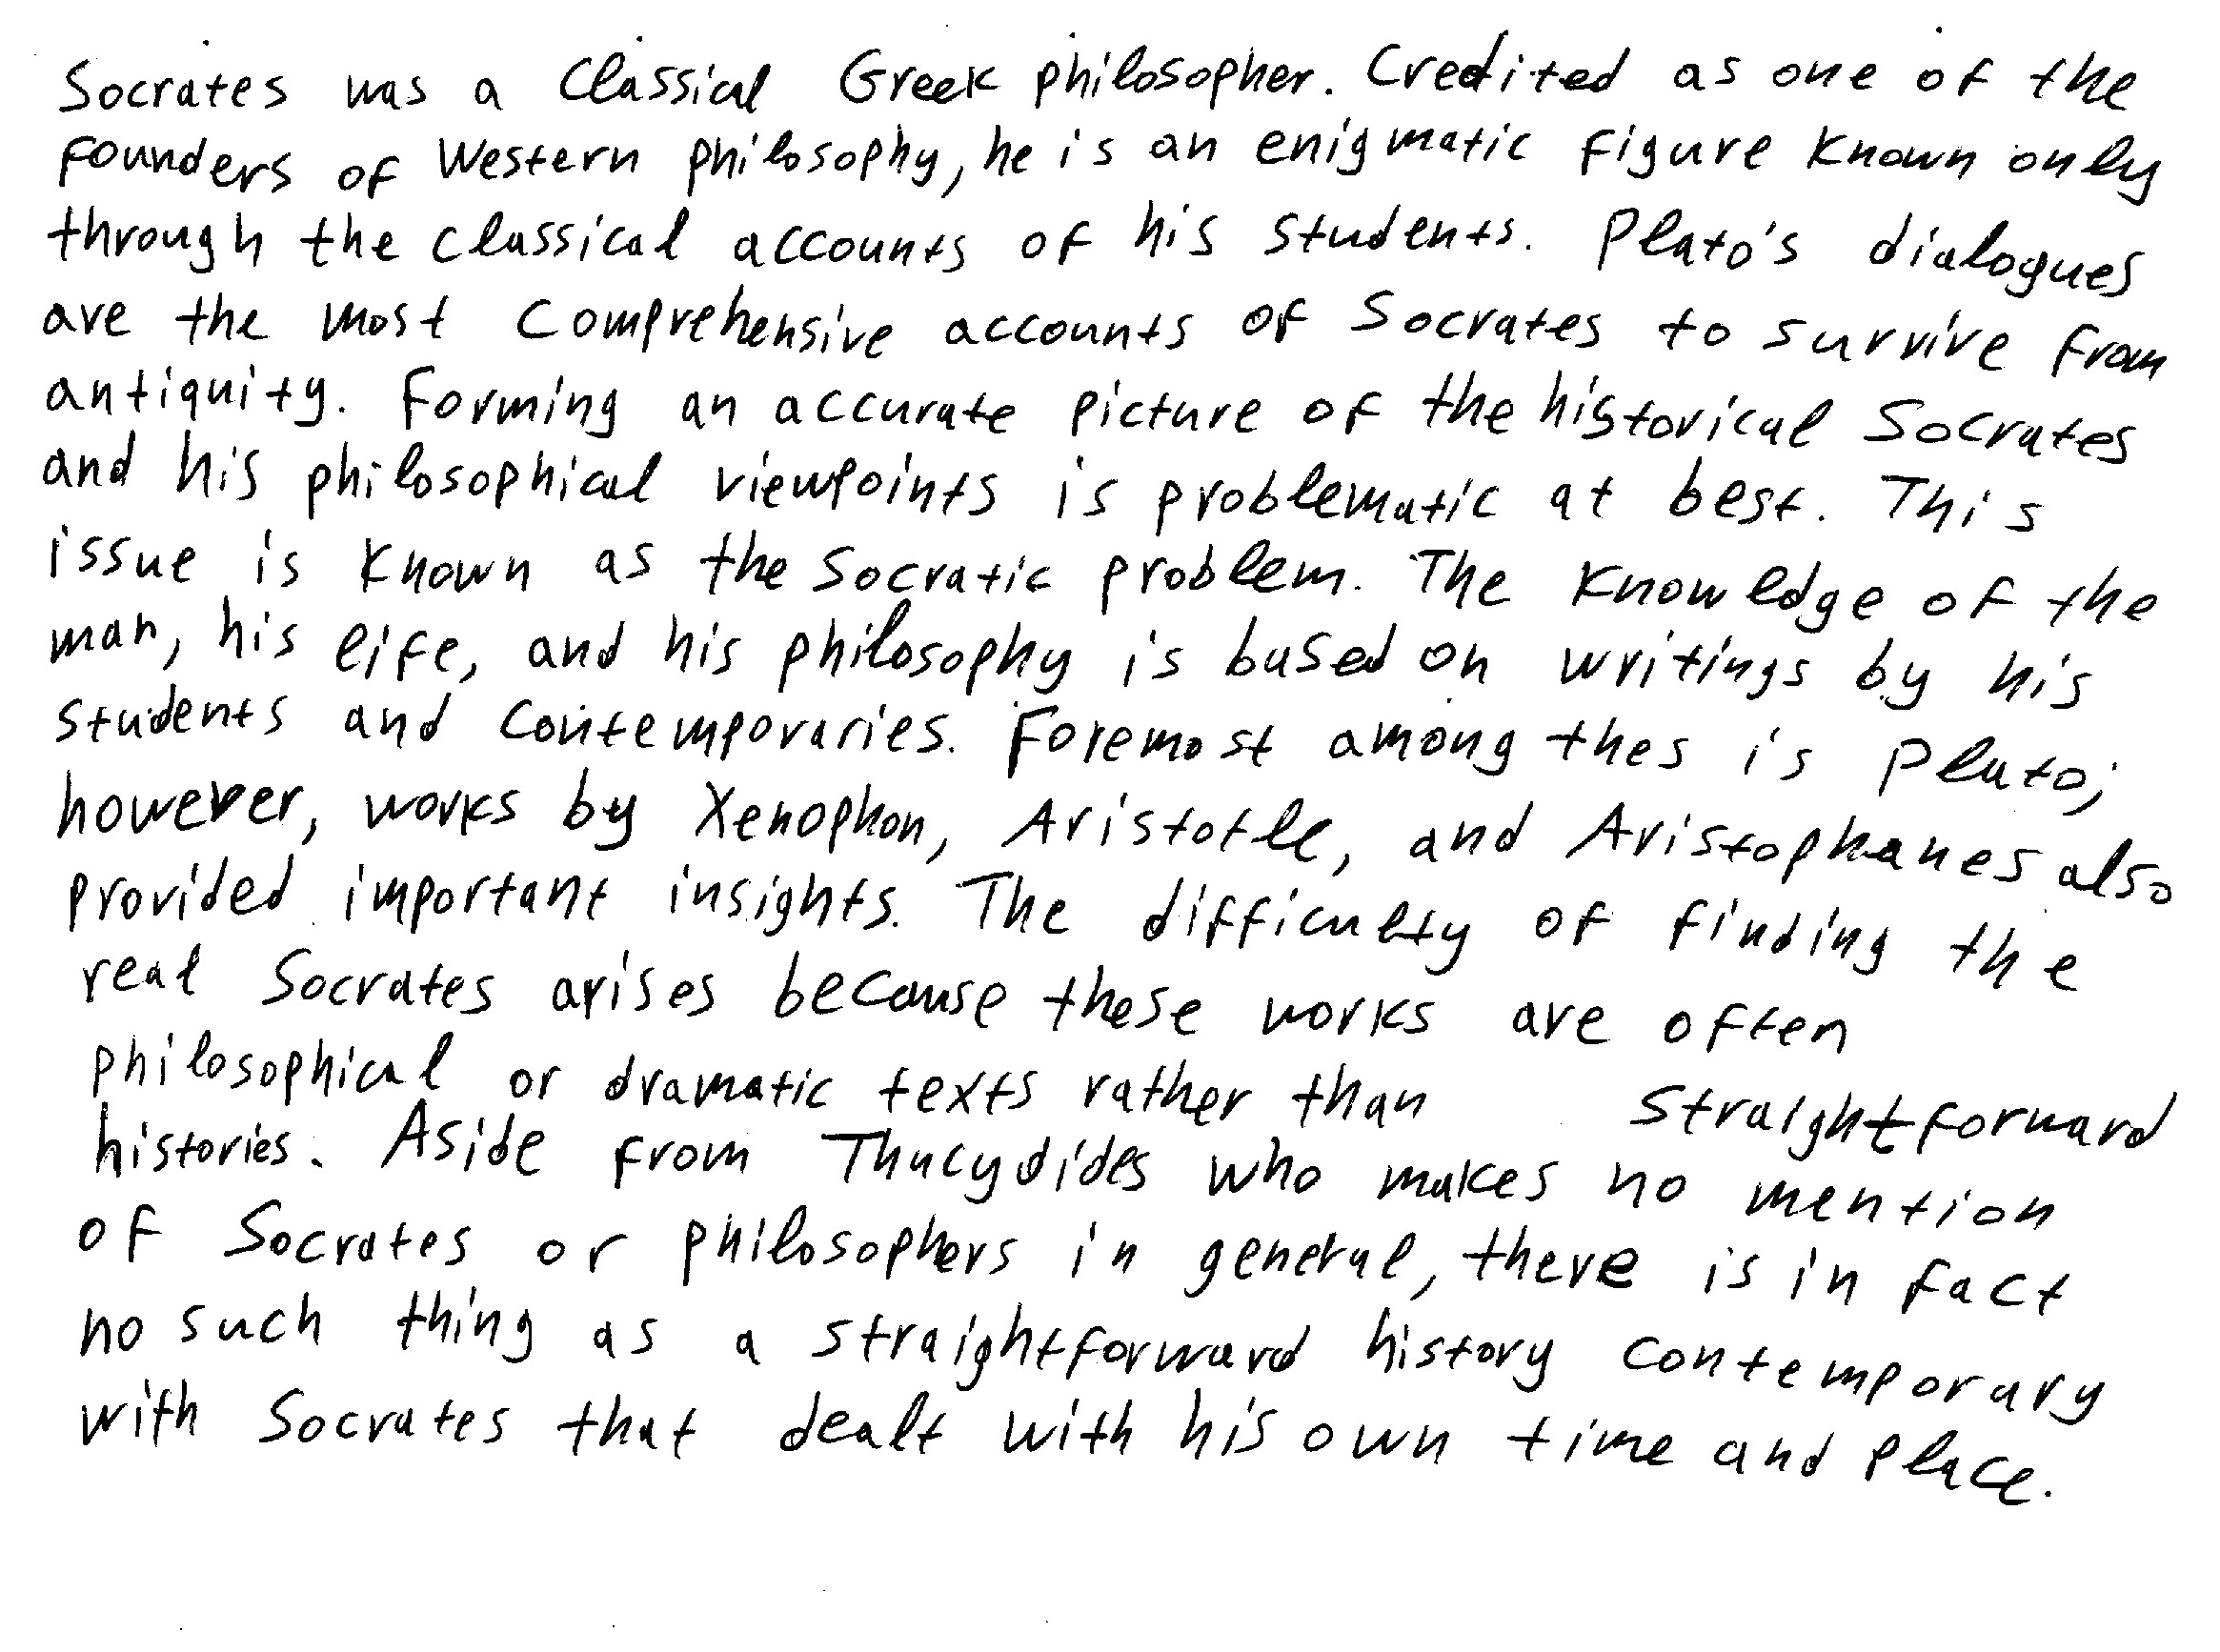 Socrates was a Classical Greek philosopher. Credited as one of the
founders of Western philosophy, he is an enigmatic figure known only
through the classical accounts of his students. Plato's dialogues
are the most comprehensive accounts of Socrates to survive from
antiquity. Forming an accurate picture of the historical Socrates
and his philosophical viewpoints is problematic at best. This
issue is known as the Socratic problem. The knowledge of the
man, his life, and his philosophy is based on writings by his
students and contemporaries. Foremost among thes is Plato;
however, works by Xenophon, Aristotle, and Aristophanes also
provided important insights. The difficulty of finding the
real Socrates arises because these works are often
philosophical or dramatic texts rather than straightforward
histories. Aside from Thucydides who makes no mention
of Socrates or philosophers in general, there is in fact
no such thing as a straightforward history contemporary
with Socrates that dealt with his own time and place.